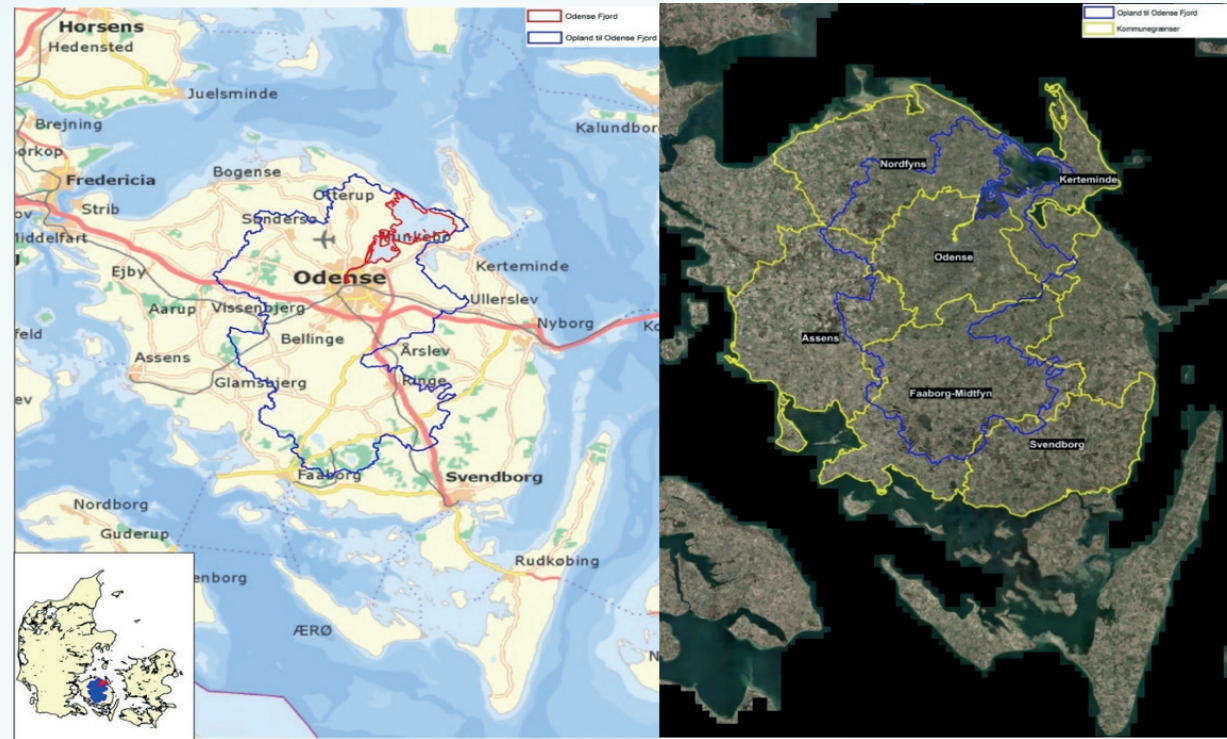 Odense Fjord
Opland til Odense Fjord
Horsens
Hedensted
Juelsminde
Kalundbor
Brejning
Fredericia
Strib
Middelfart
Bogense
Otterup
Søndersø
Munkebo
Ejby
Odense
Kerteminde
Aarup
Vissenbjerg
Ullerslev
Nyborg
Bellinge
Assens
Årslev
Glamsbjerg
Ringe
Faaborg
Svendborg
Nordborg
Guderup
Rudkøbing
ÆRØ
Opland til Odense Fjord
Kommunegrænser
Nordfyns
Kerteminde
Odense
Assens
Faaborg-Midtfyn
Svendborg